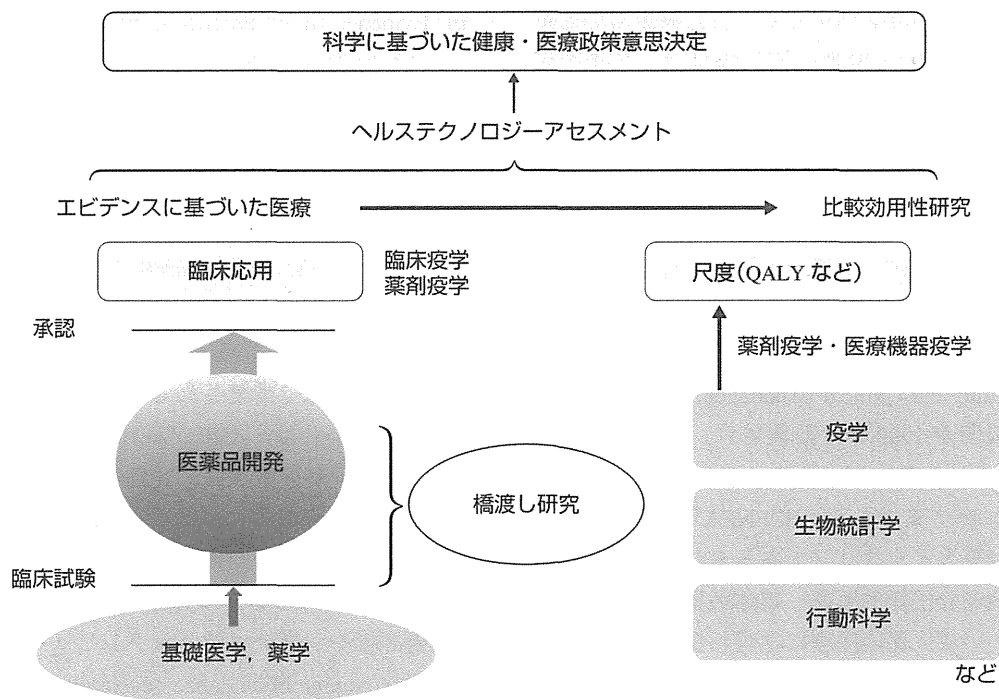 科学に基づいた健康・医療政策意思決定
ヘルステクノロジーアセスメント
エビデンスに基づいた医療
比較効用性研究
臨床応用
臨床疫学
薬剤疫学
尺度(QALY など)
承認
薬剤疫学・医療機器疫学
医薬品開発
橋渡し研究
疫学
生物統計学
臨床試験
行動科学
基礎医学，薬学
など